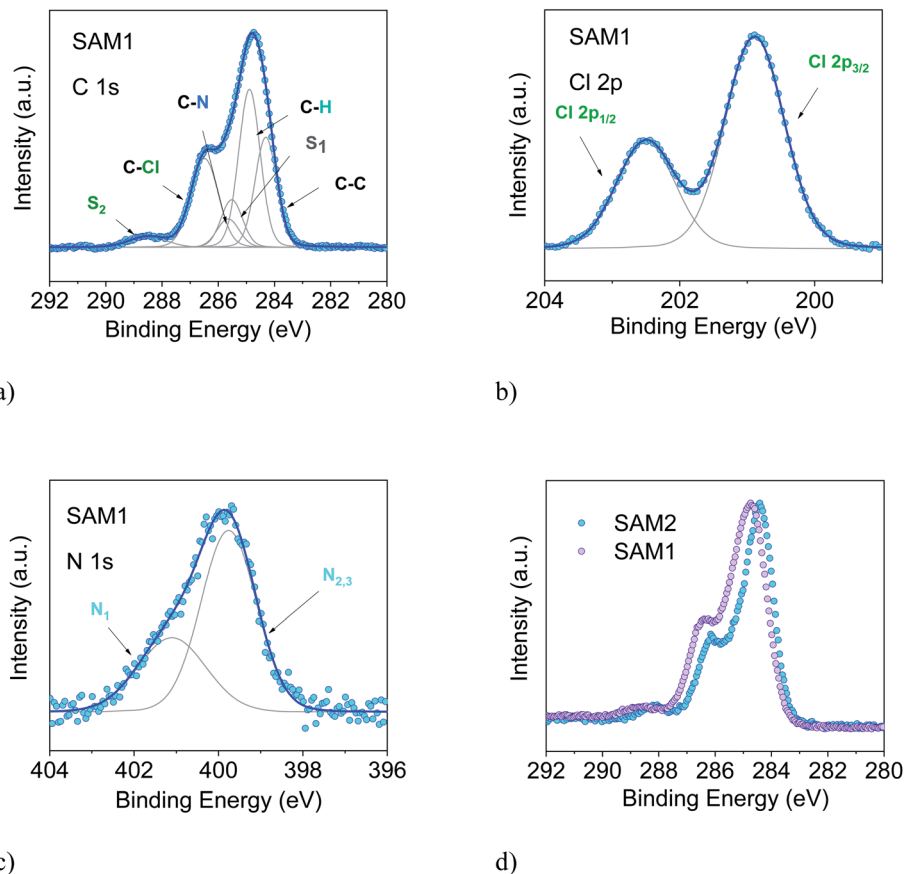 SAM1
C 1s
C-N
C-H
S1
C-Cl
C-C
S2
Intensity (a.u.)
292 290 288 286 284 282 280
Binding Energy (eV)
a)
SAM1
Cl 2p
Cl 2p3/2
Cl 2p1/2
Intensity (a.u.)
204 202 200
Binding Energy (eV)
b)
SAM1
N 1s
N1
N2,3
Intensity (a.u.)
404 402 400 398 396
Binding Energy (eV)
c)
SAM2
SAM1
Intensity (a.u.)
292 290 288 286 284 282 280
Binding Energy (eV)
d)